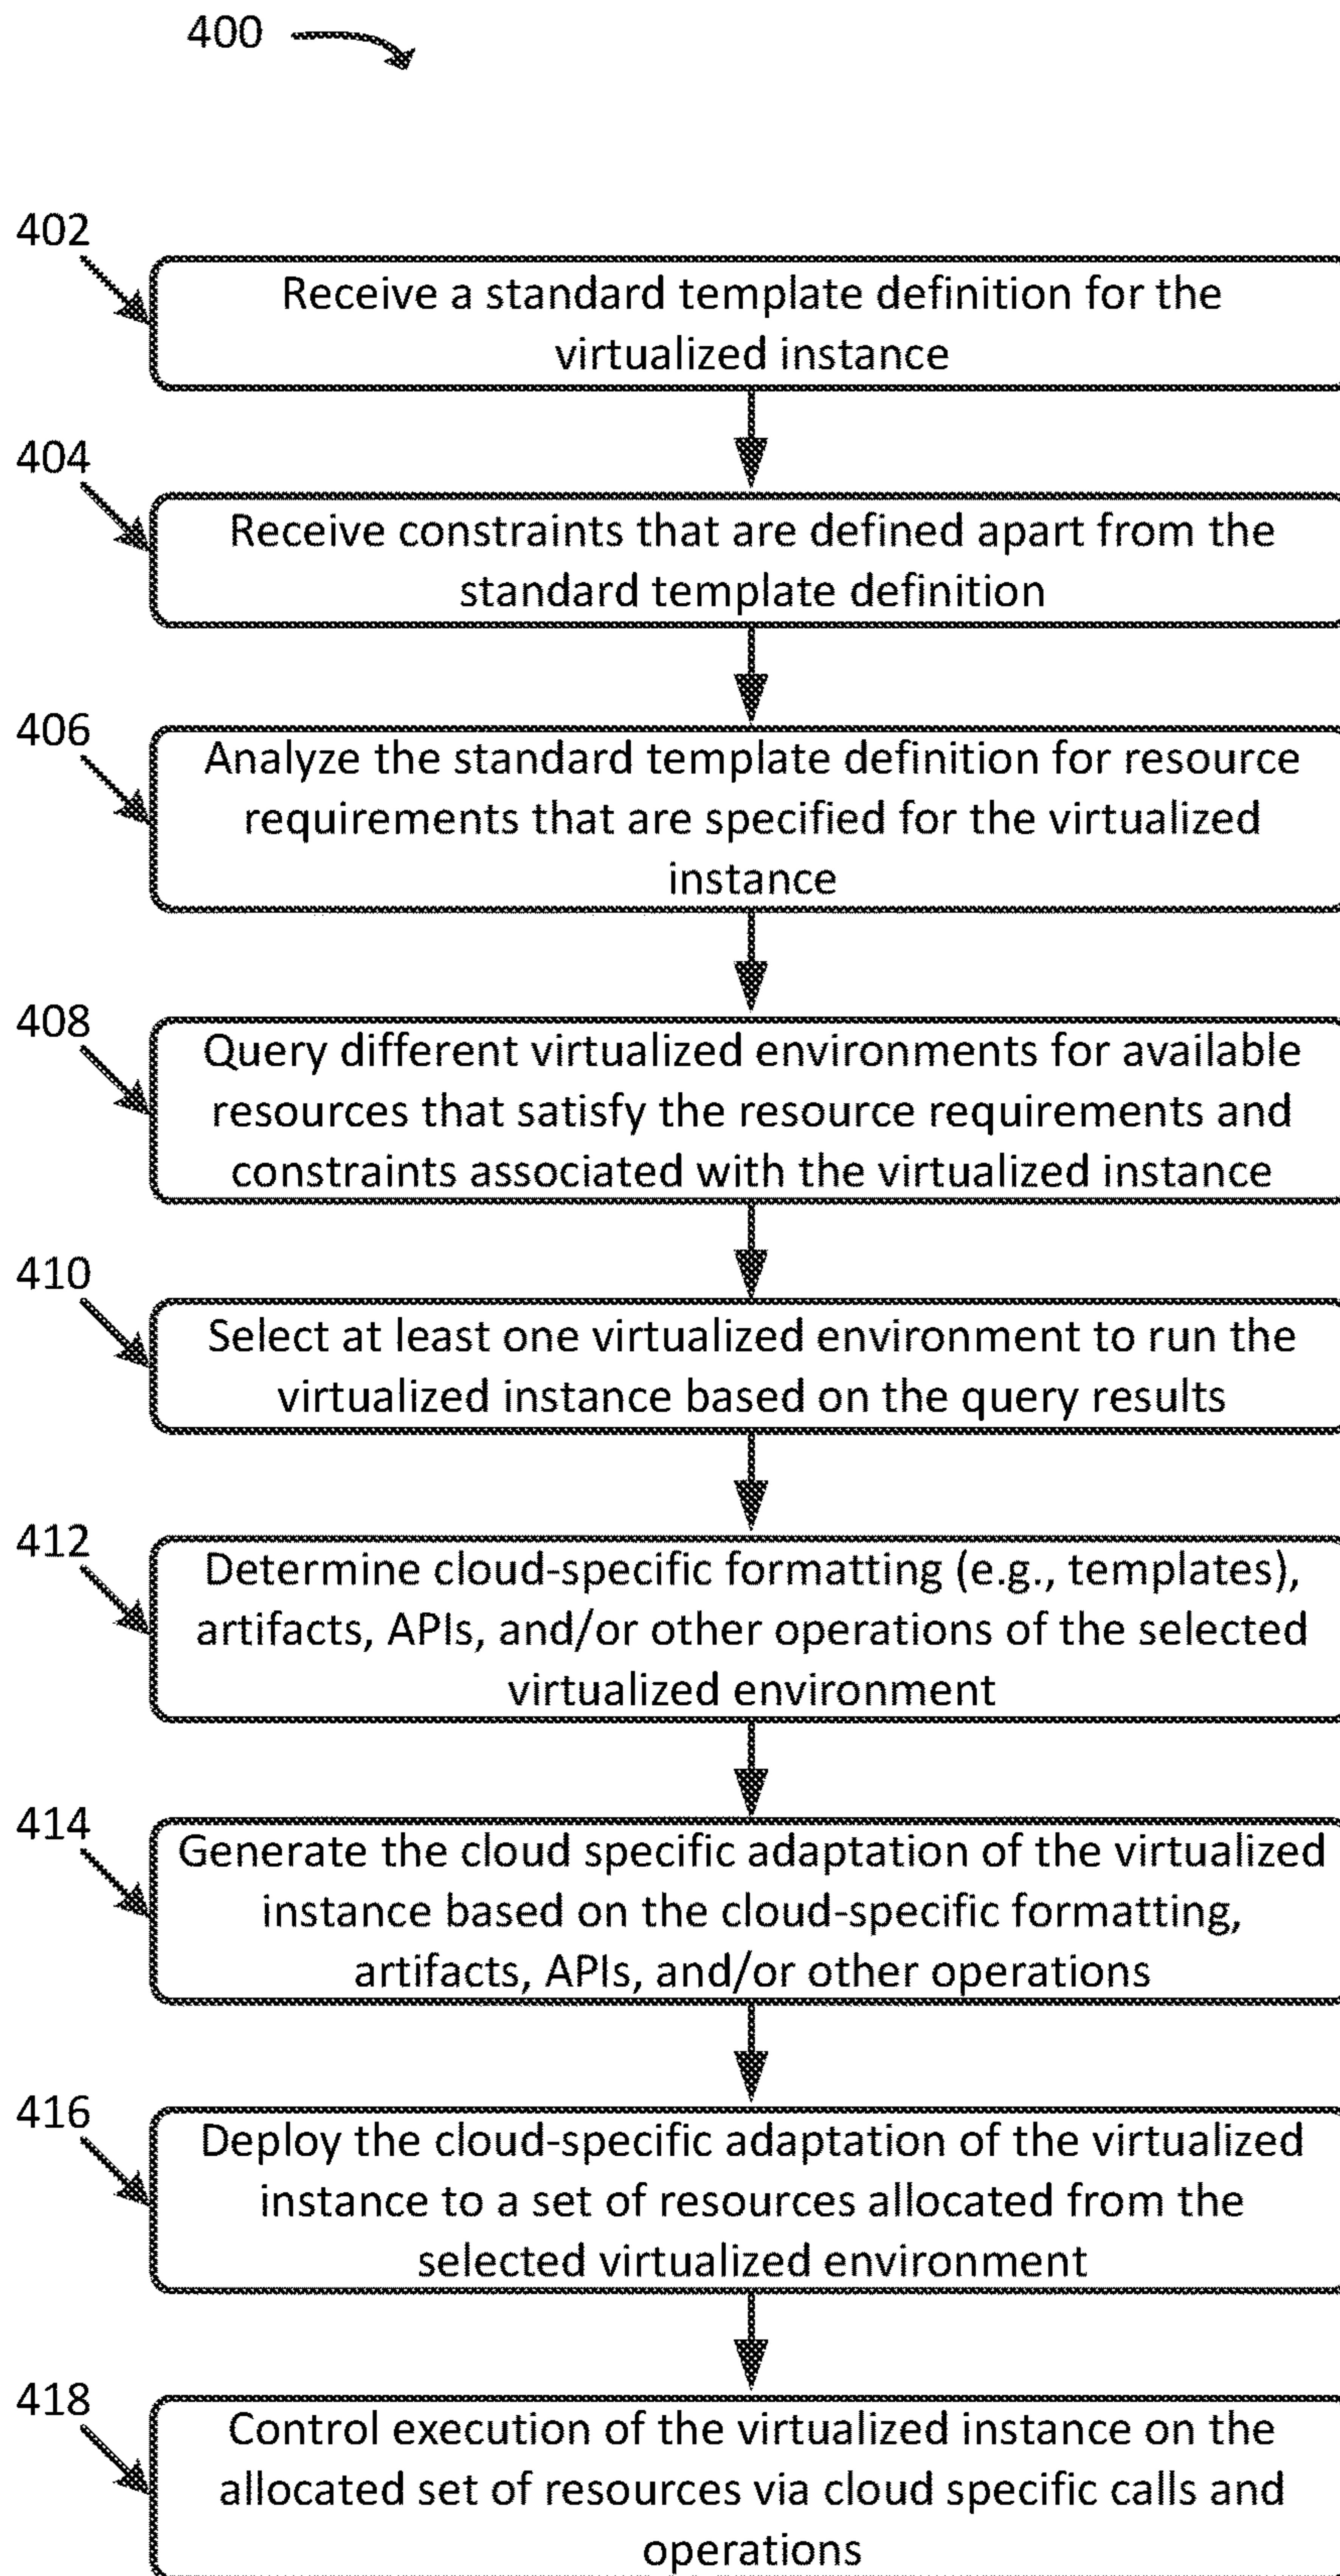 400
402
Receive a standard template definition for the
virtualized instance
404
Receive constraints that are defined apart from the
standard template definition
406
Analyze the standard template definition for resource
requirements that are specified for the virtualized
instance
408
Query different virtualized environments for available
resources that satisfy the resource requirements and
constraints associated with the virtualized instance
410
Select at least one virtualized environment to run the
virtualized instance based on the query results
412
Determine cloud-specific formatting (e.g., templates),
artifacts, APIs, and/or other operations of the selected
virtualized environment
414
Generate the cloud specific adaptation of the virtualized
instance based on the cloud-specific formatting,
artifacts, APIs, and/or other operations
416
Deploy the cloud-specific adaptation of the virtualized
instance to a set of resources allocated from the
selected virtualized environment
418
Control execution of the virtualized instance on the
allocated set of resources via cloud specific calls and
operations